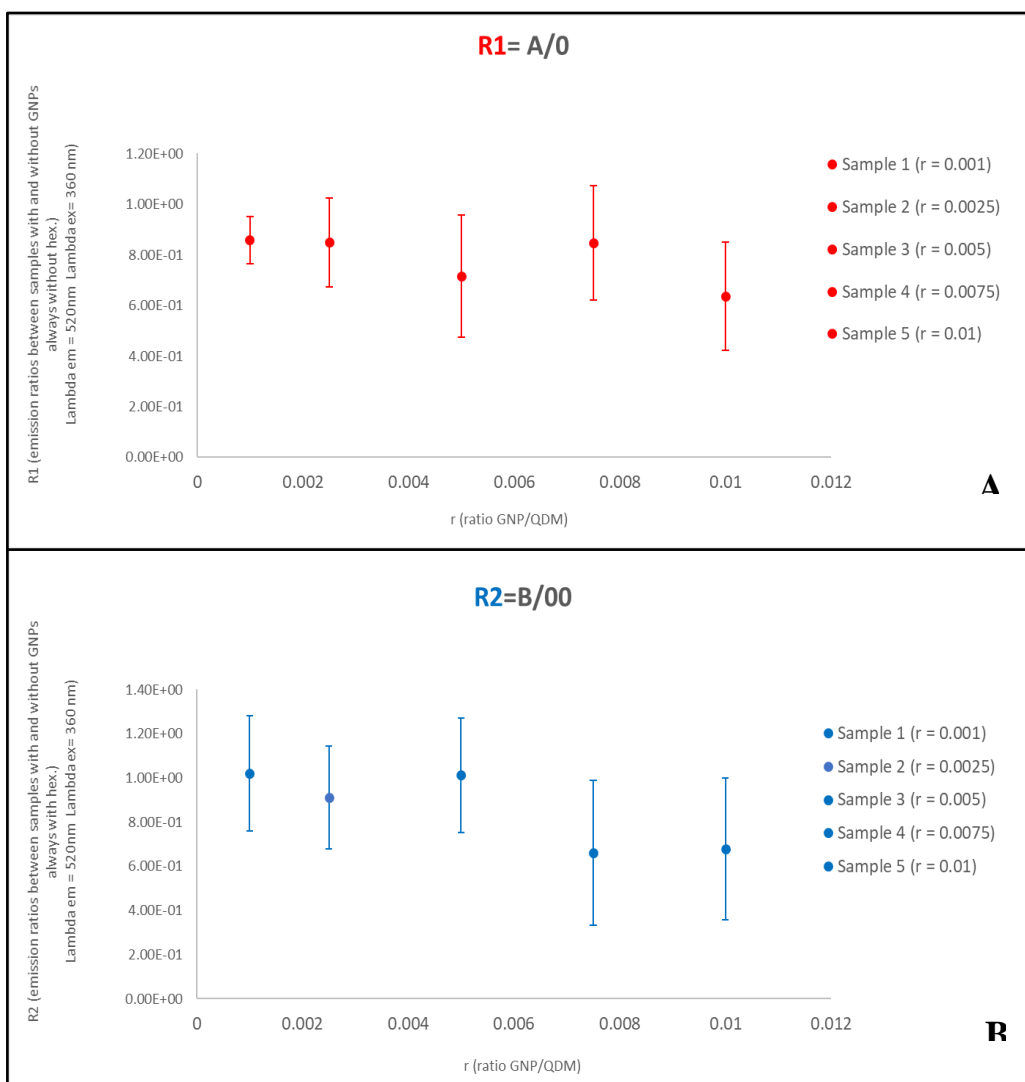 R1= A/0
R1 (emission ratios between samples with and without GNPs
always without hex.)
Lambda em = 520nm Lambda ex= 360 nm)
1.20E+00
1.00E+00
8.00E-01
6.00E-01
4.00E-01
2.00E-01
0.00E+00
0 0.002 0.004 0.006 0.008 0.01 0.012
r (ratio GNP/QDM)
Sample 1 (r = 0.001)
Sample 2 (r = 0.0025)
Sample 3 (r = 0.005)
Sample 4 (r = 0.0075)
Sample 5 (r = 0.01)
A
R2=B/00
R2 (emission ratios between samples with and without GNPs
always with hex.)
Lambda em = 520nm Lambda ex= 360 nm)
1.40E+00
1.20E+00
1.00E+00
8.00E-01
6.00E-01
4.00E-01
2.00E-01
0.00E+00
0 0.002 0.004 0.006 0.008 0.01 0.012
r (ratio GNP/QDM)
Sample 1 (r = 0.001)
Sample 2 (r = 0.0025)
Sample 3 (r = 0.005)
Sample 4 (r = 0.0075)
Sample 5 (r = 0.01)
B